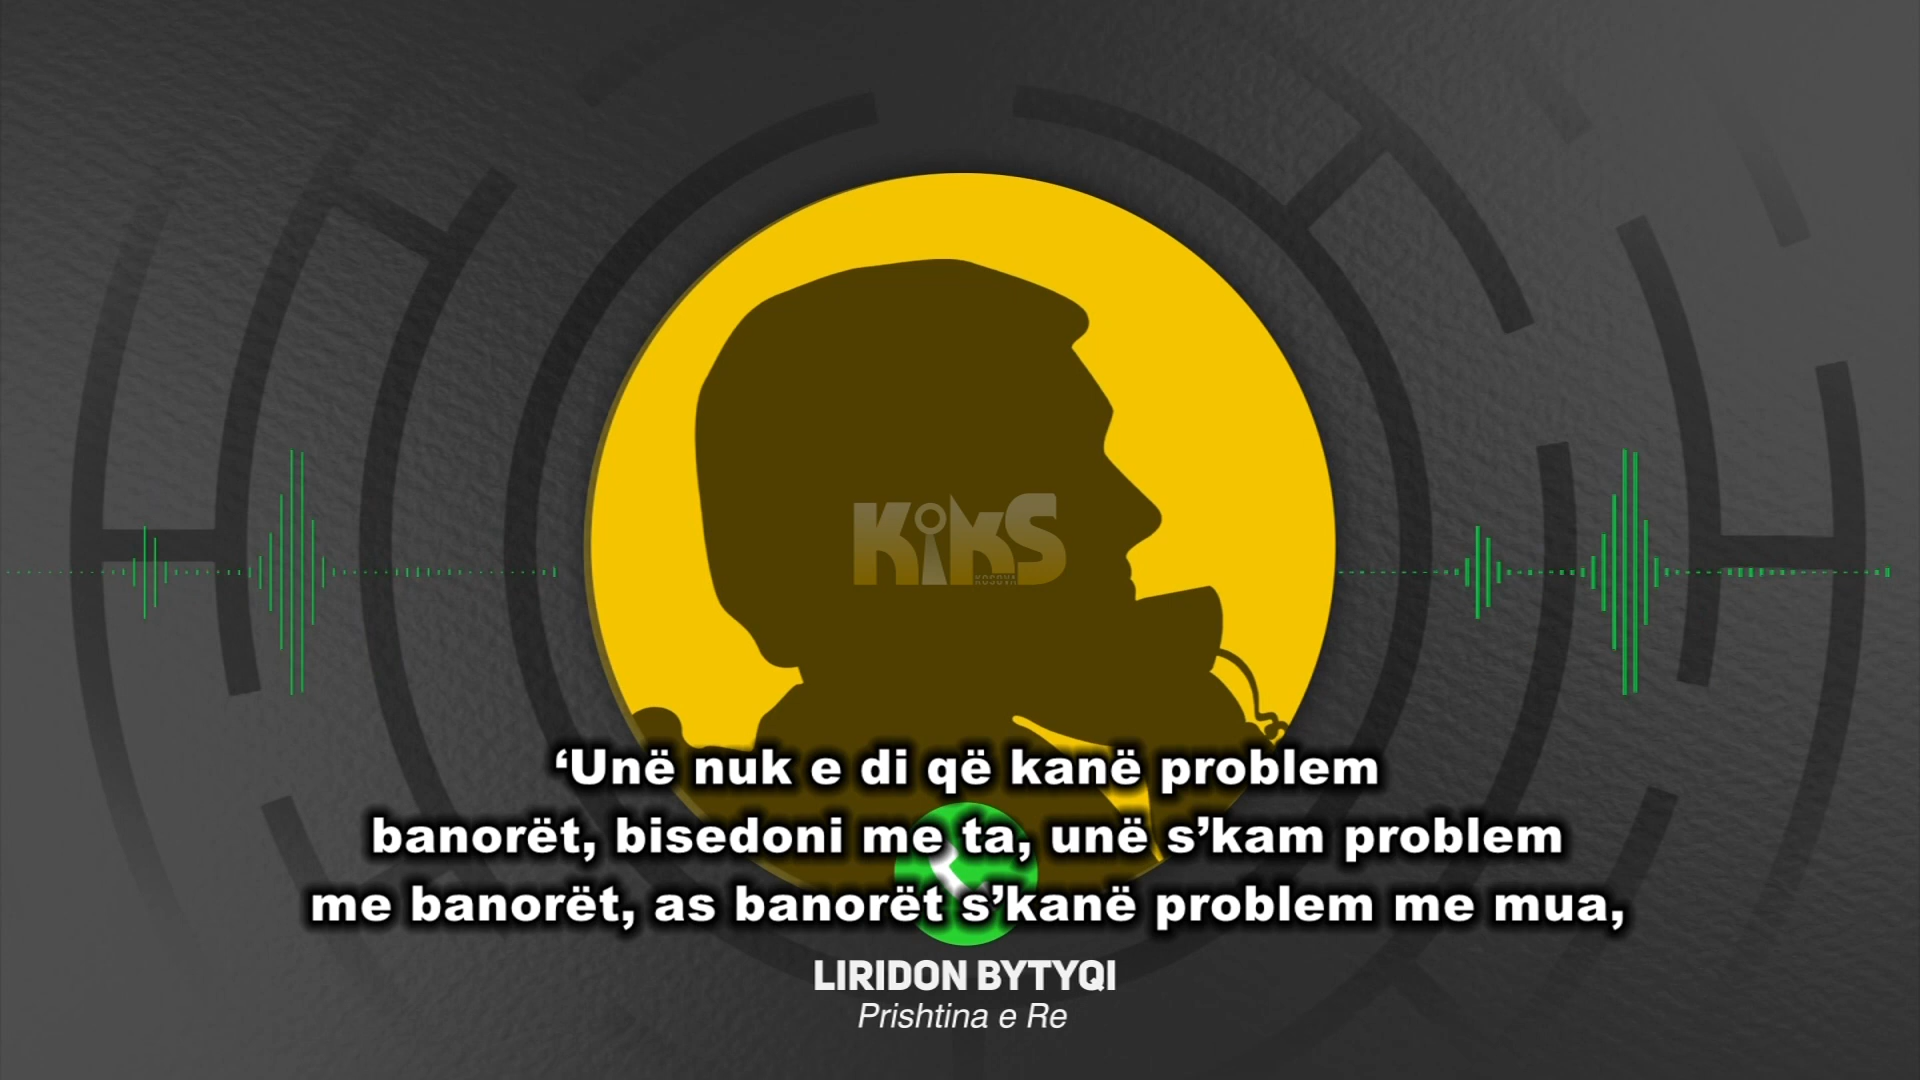 KiKS
KOSOVA
‘Unë nuk e di që kanë problem
banorët, bisedoni me ta, unë s’kam problem
me banorët, as banorët s’kanë problem me mua,
LIRIDON BYTYQI
Prishtina e Re